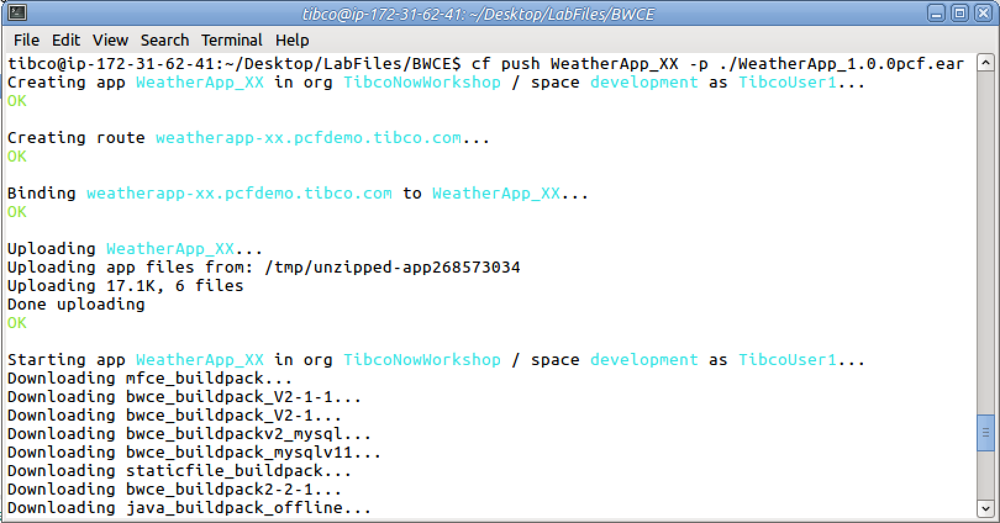 tibco@ip-172-31-62-41: ~/Desktop/LabFiles/BWCE
File Edit View Search Terminal Help
tibco@ip-172-31-62-41:~/Desktop/LabFiles/BWCE$ cf push WeatherApp_XX -p ./WeatherApp_1.0.0pcf.ear
Creating app WeatherApp_XX in org TibcoNowWorkshop / space development as TibcoUser1...
OK
Creating route weatherapp-xx.pcfdemo.tibco.com...
OK
Binding weatherapp-xx.pcfdemo.tibco.com to WeatherApp_XX...
OK
Uploading WeatherApp_XX...
Uploading app files from: /tmp/unzipped-app268573034
Uploading 17.1K, 6 files
Done uploading
OK
Starting app WeatherApp_XX in org TibcoNowWorkshop / space development as TibcoUser1...
Downloading mfce_buildpack...
Downloading bwce_buildpack_V2-1-1...
Downloading bwce_buildpack_V2-1...
Downloading bwce_buildpackv2_mysql...
Downloading bwce_buildpack_mysqlv11...
Downloading staticfile_buildpack...
Downloading bwce_buildpack2-2-1...
Downloading java_buildpack_offline...